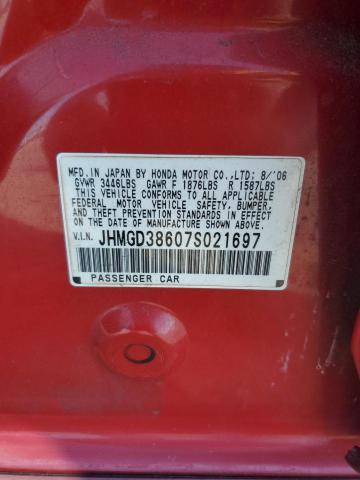 MFD. IN JAPAN BY HONDA MOTOR CO.,LTD; 8/'06
GVWR 3446LBS GAWR F 1876LBS R 1587LBS
THIS VEHICLE CONFORMS TO ALL APPLICABLE
FEDERAL MOTOR VEHICLE SAFETY, BUMPER,
AND THEFT PREVENTION STANDARDS IN EFFECT
ON THE DATE OF MANUFACTURE SHOWN ABOVE.
V.I.N. JHMGD38607S021697
PASSENGER CAR